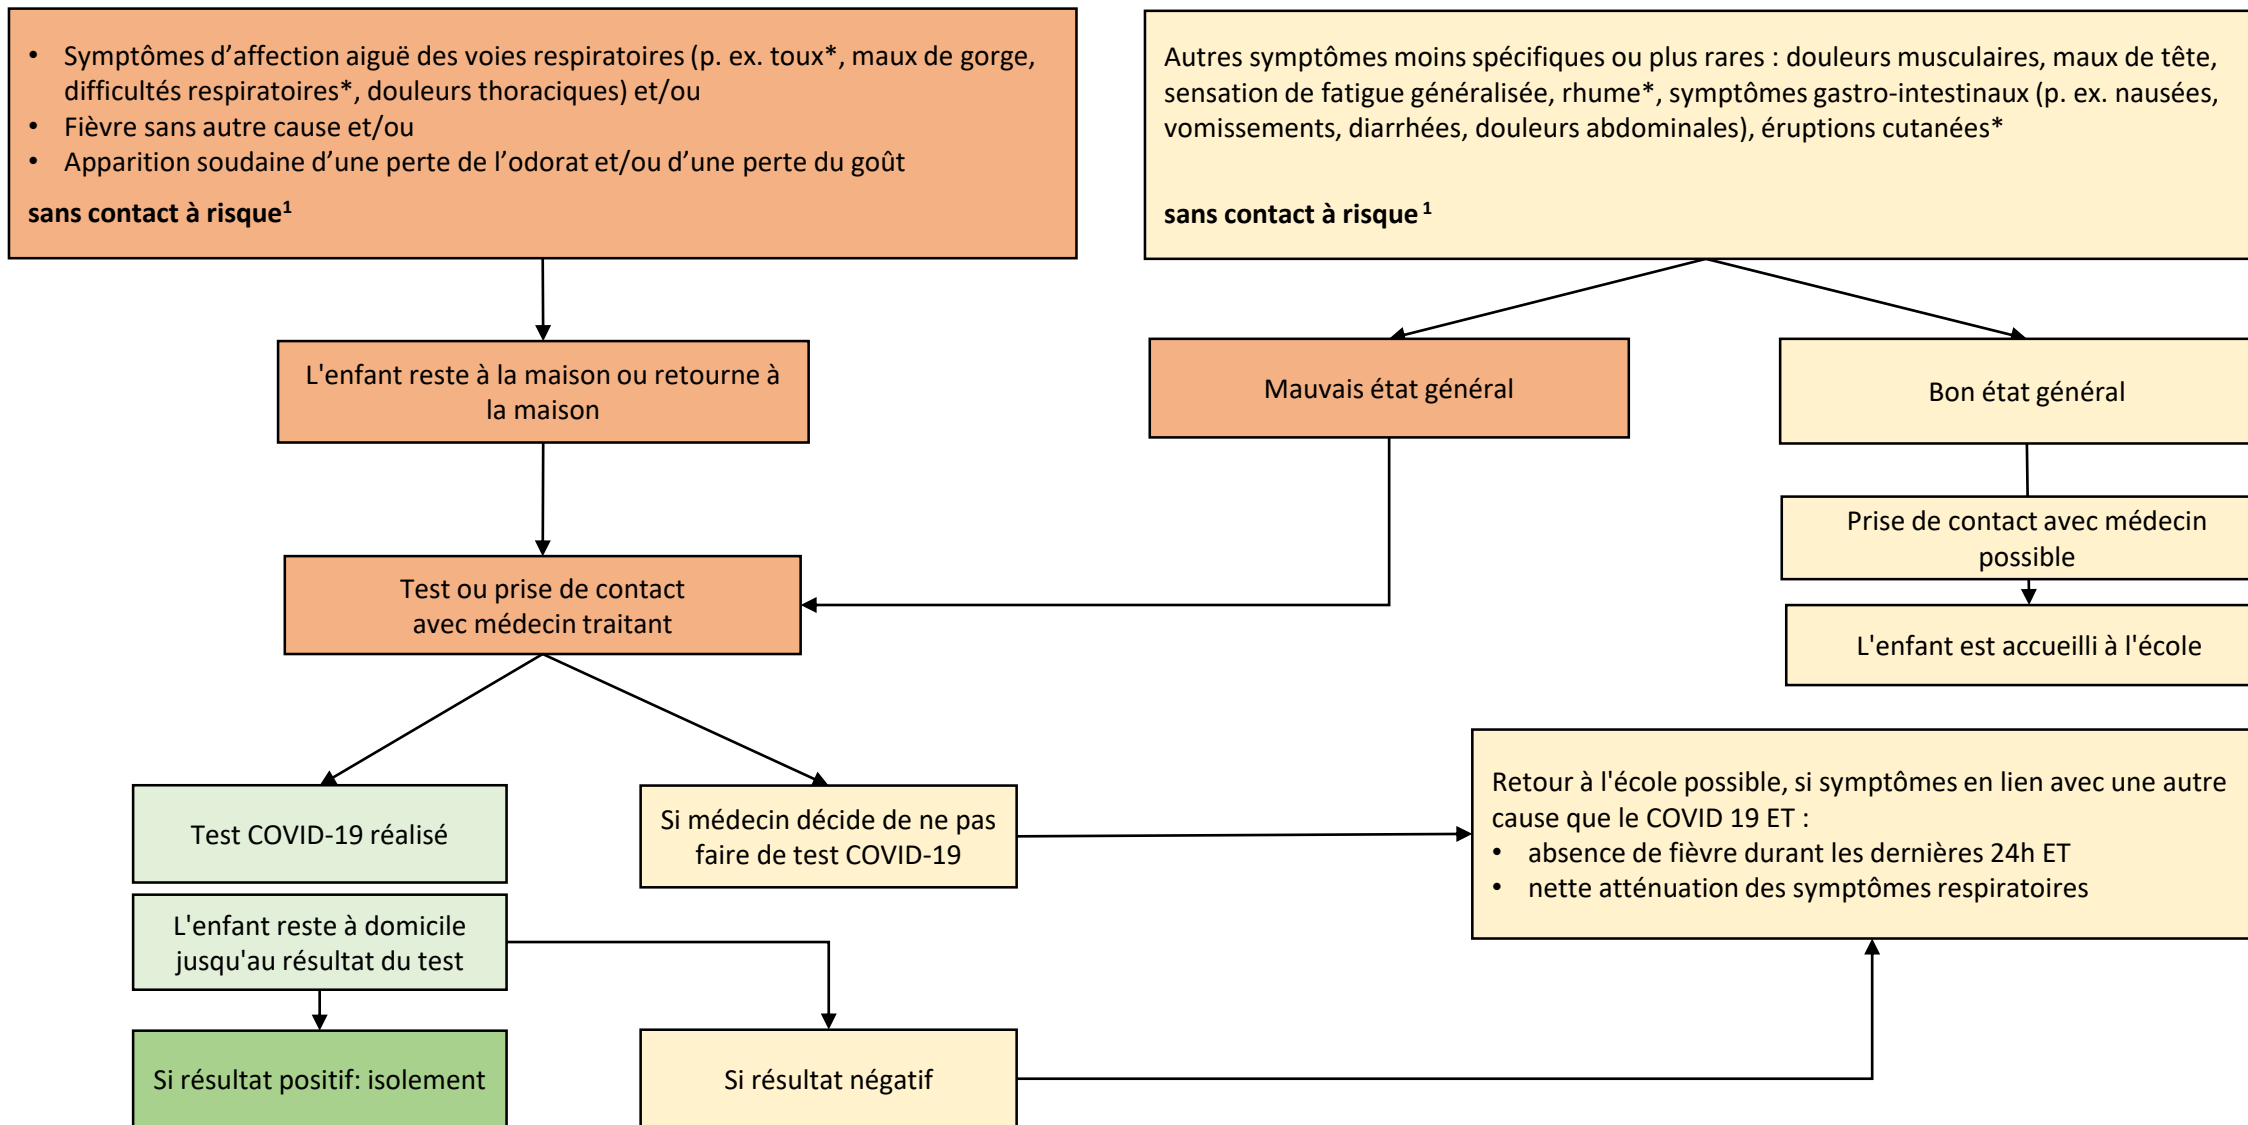 • Symptômes d’affection aiguë des voies respiratoires (p. ex. toux*, maux de gorge,
difficultés respiratoires*, douleurs thoraciques) et/ou
• Fièvre sans autre cause et/ou
• Apparition soudaine d’une perte de l’odorat et/ou d’une perte du goût
sans contact à risque¹
Autres symptômes moins spécifiques ou plus rares : douleurs musculaires, maux de tête,
sensation de fatigue généralisée, rhume*, symptômes gastro-intestinaux (p. ex. nausées,
vomissements, diarrhées, douleurs abdominales), éruptions cutanées*
sans contact à risque ¹
L'enfant reste à la maison ou retourne à
la maison
Mauvais état général
Bon état général
Prise de contact avec médecin
possible
Test ou prise de contact
avec médecin traitant
L'enfant est accueilli à l'école
Test COVID-19 réalisé
Si médecin décide de ne pas
faire de test COVID-19
Retour à l'école possible, si symptômes en lien avec une autre
cause que le COVID 19 ET :
• absence de fièvre durant les dernières 24h ET
• nette atténuation des symptômes respiratoires
L'enfant reste à domicile
jusqu'au résultat du test
Si résultat positif: isolement
Si résultat négatif